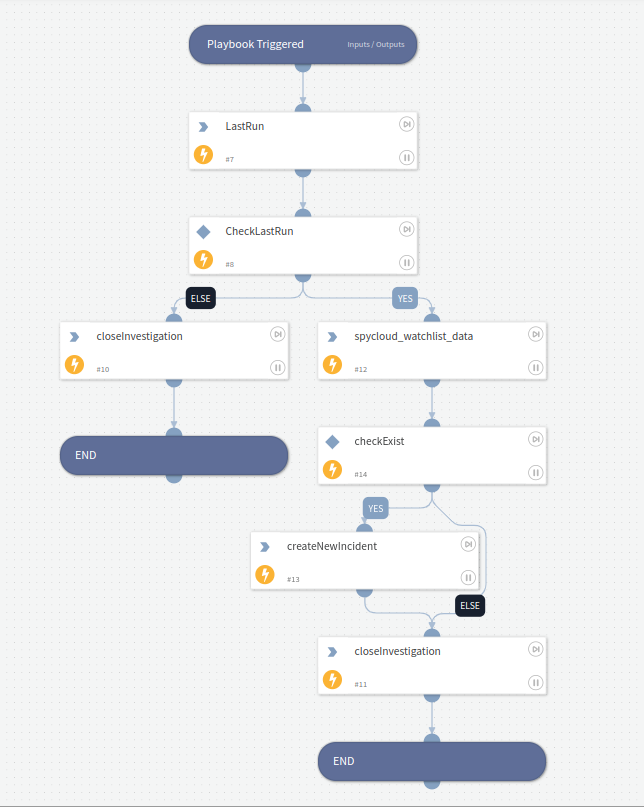 Playbook Triggered Inputs / Outputs
LastRun
#7
CheckLastRun
#8
ELSE YES
closeInvestigation
#10
spycloud_watchlist_data
#12
END
checkExist
#14
YES
createNewIncident
#13
ELSE
closeInvestigation
#11
END